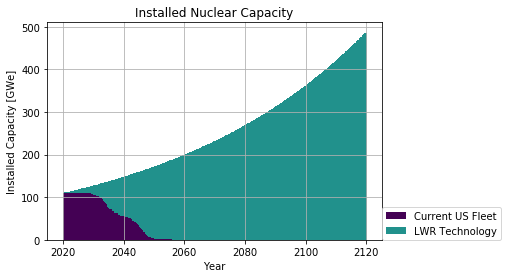 Installed Nuclear Capacity
Installed Capacity [GWe]
500
400
300
200
100
0
2020 2040 2060 2080 2100 2120
Year
Current US Fleet
LWR Technology